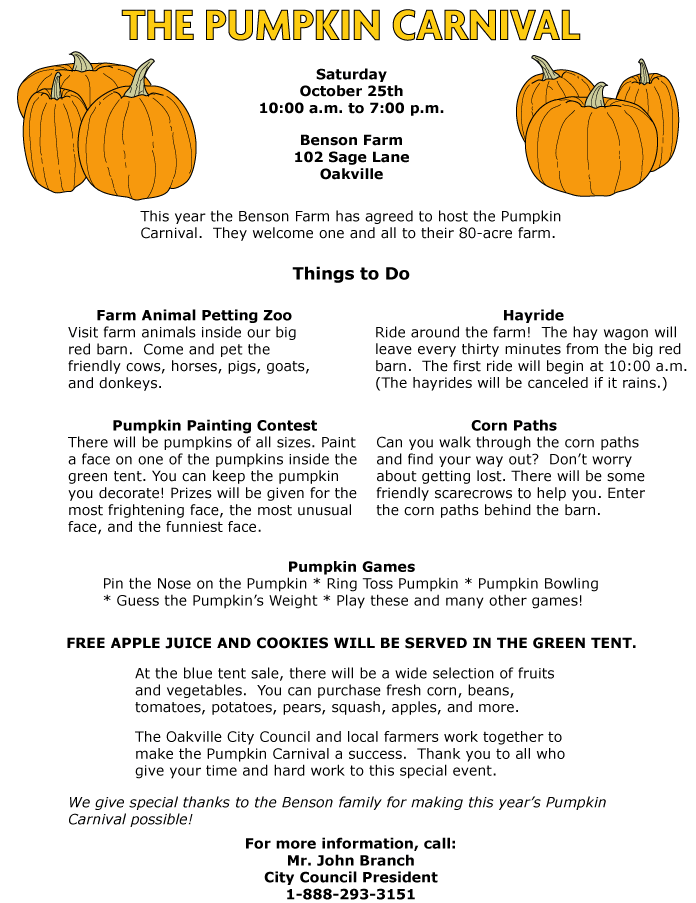 THE PUMPKIN CARNIVAL
Saturday
October 25th
10:00 a.m. to 7:00 p.m.
Benson Farm
102 Sage Lane
Oakville
This year the Benson Farm has agreed to host the Pumpkin
Carnival.  They welcome one and all to their 80-acre farm.
Things to Do
Farm Animal Petting Zoo
Visit farm animals inside our big
red barn.  Come and pet the
friendly cows, horses, pigs, goats,
and donkeys.
Hayride
Ride around the farm!  The hay wagon will
leave every thirty minutes from the big red
barn.  The first ride will begin at 10:00 a.m.
(The hayrides will be canceled if it rains.)
Pumpkin Painting Contest
There will be pumpkins of all sizes. Paint
a face on one of the pumpkins inside the
green tent. You can keep the pumpkin
you decorate! Prizes will be given for the
most frightening face, the most unusual
face, and the funniest face.
Corn Paths
Can you walk through the corn paths
and find your way out?  Don't worry
about getting lost. There will be some
friendly scarecrows to help you. Enter
the corn paths behind the barn.
Pumpkin Games
Pin the Nose on the Pumpkin * Ring Toss Pumpkin * Pumpkin Bowling
* Guess the Pumpkin's Weight * Play these and many other games!
FREE APPLE JUICE AND COOKIES WILL BE SERVED IN THE GREEN TENT.
At the blue tent sale, there will be a wide selection of fruits
and vegetables.  You can purchase fresh corn, beans,
tomatoes, potatoes, pears, squash, apples, and more.
The Oakville City Council and local farmers work together to
make the Pumpkin Carnival a success.  Thank you to all who
give your time and hard work to this special event.
We give special thanks to the Benson family for making this year's Pumpkin
Carnival possible!
For more information, call:
Mr. John Branch
City Council President
1-888-293-3151